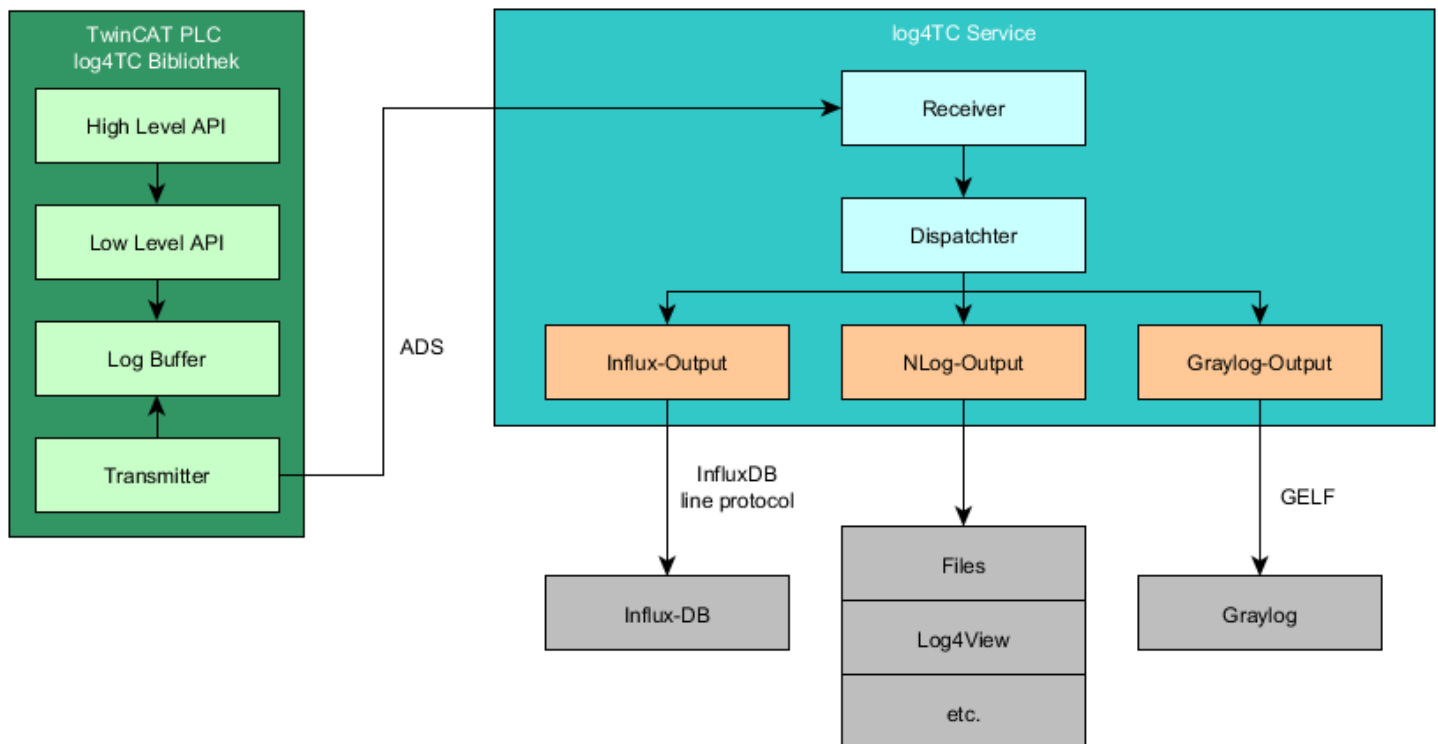 TwinCAT PLC
log4TC Bibliothek
High Level API
Low Level API
Log Buffer
Transmitter
ADS
log4TC Service
Receiver
Dispatchter
Influx-Output
NLog-Output
Graylog-Output
InfluxDB
line protocol
GELF
Influx-DB
Files
Log4View
etc.
Graylog